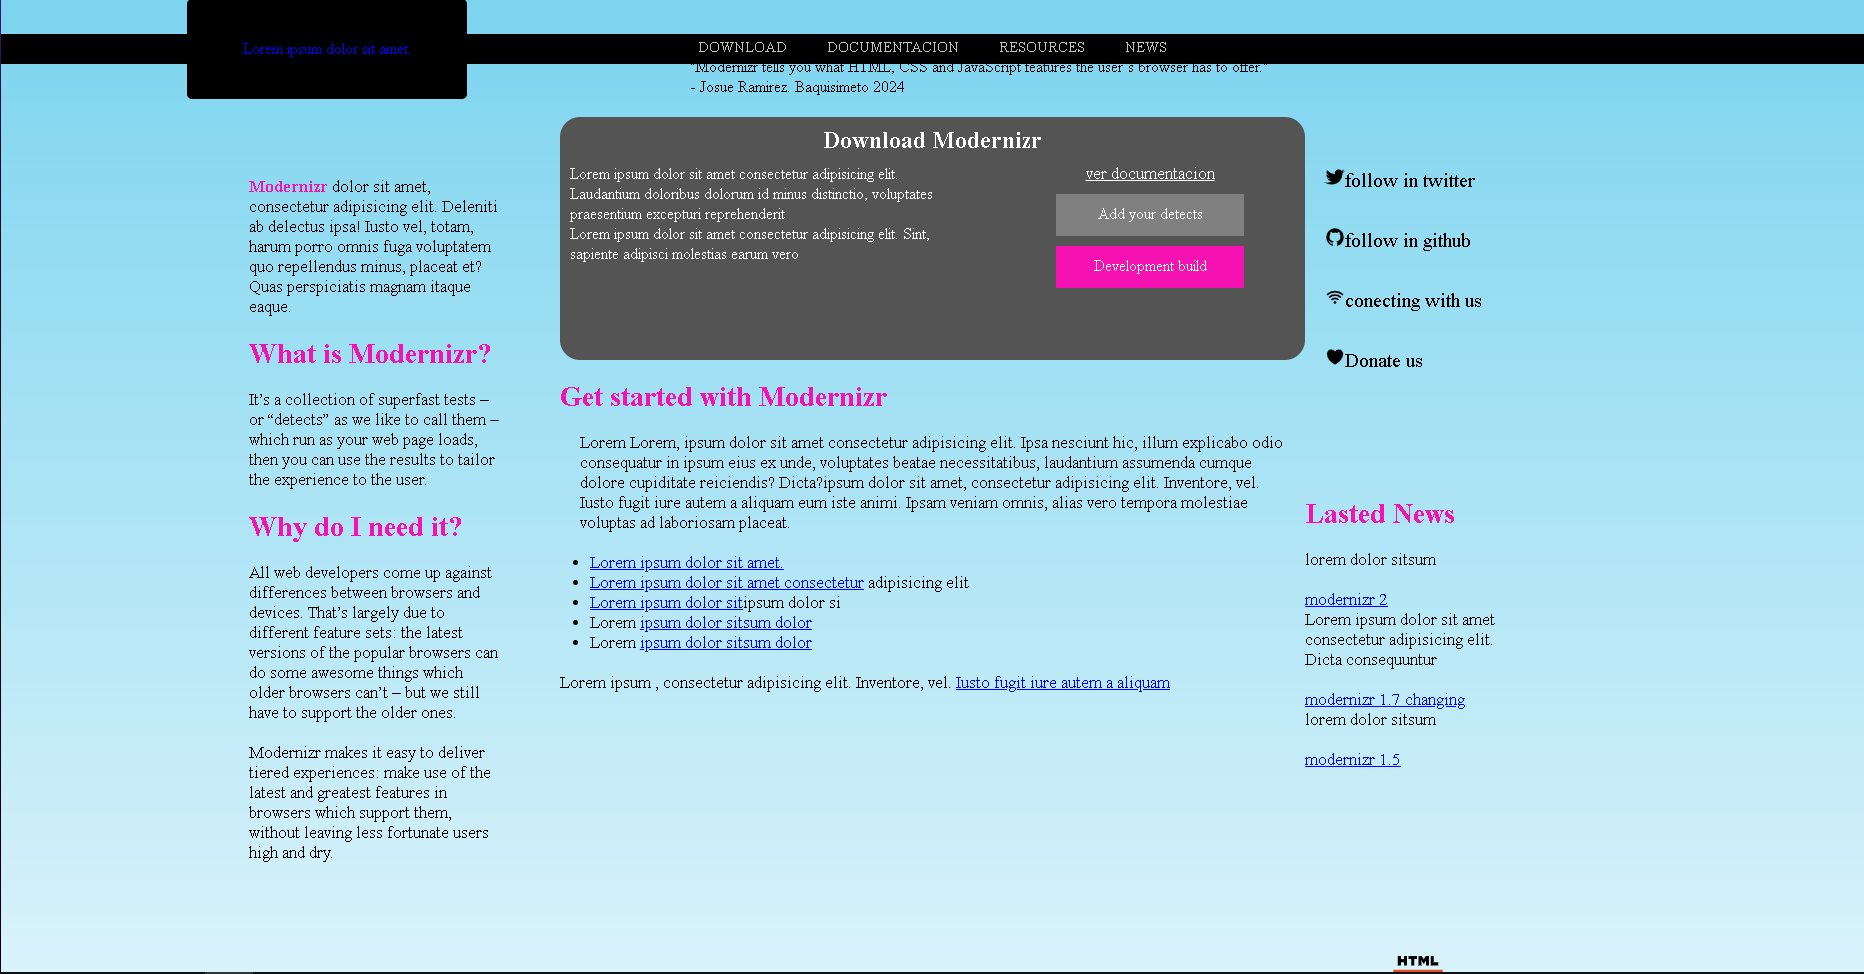 Lorem ipsum dolor sit amet
DOWNLOAD DOCUMENTACION RESOURCES NEWS
"Modernizr tells you what HTML, CSS and JavaScript features the user's browser has to offer."
- Josue Ramirez. Baquisimeto 2024
Modernizr dolor sit amet,
consectetur adipisicing elit. Deleniti
ab delectus ipsa! Iusto vel, totam,
harum porro omnis fuga voluptatem
quo repellendus minus, placeat et?
Quas perspiciatis magnam itaque
eaque.
What is Modernizr?
It’s a collection of superfast tests –
or “detects” as we like to call them –
which run as your web page loads,
then you can use the results to tailor
the experience to the user.
Why do I need it?
All web developers come up against
differences between browsers and
devices. That’s largely due to
different feature sets: the latest
versions of the popular browsers can
do some awesome things which
older browsers can’t – but we still
have to support the older ones.
Modernizr makes it easy to deliver
tiered experiences: make use of the
latest and greatest features in
browsers which support them,
without leaving less fortunate users
high and dry.
Download Modernizr
Lorem ipsum dolor sit amet consectetur adipisicing elit.
Laudantium doloribus dolorum id minus distinctio, voluptates
praesentium excepturi reprehenderit
Lorem ipsum dolor sit amet consectetur adipisicing elit. Sint,
sapiente adipisci molestias earum vero
ver documentacion
Add your detects
Development build
Get started with Modernizr
Lorem Lorem, ipsum dolor sit amet consectetur adipisicing elit. Ipsa nesciunt hic, illum explicabo odio
consequatur in ipsum eius ex unde, voluptates beatae necessitatibus, laudantium assumenda cumque
dolore cupiditate reiciendis? Dicta?ipsum dolor sit amet, consectetur adipisicing elit. Inventore, vel.
Iusto fugit iure autem a aliquam eum iste animi. Ipsam veniam omnis, alias vero tempora molestiae
voluptas ad laboriosam placeat.
Lorem ipsum dolor sit amet.
Lorem ipsum dolor sit amet consectetur adipisicing elit
Lorem ipsum dolor sitipsum dolor si
Lorem ipsum dolor sitsum dolor
Lorem ipsum dolor sitsum dolor
Lorem ipsum , consectetur adipisicing elit. Inventore, vel. Iusto fugit iure autem a aliquam
follow in twitter
follow in github
conecting with us
Donate us
Lasted News
lorem dolor sitsum
modernizr 2
Lorem ipsum dolor sit amet
consectetur adipisicing elit.
Dicta consequuntur
modernizr 1.7 changing
lorem dolor sitsum
modernizr 1.5
HTML